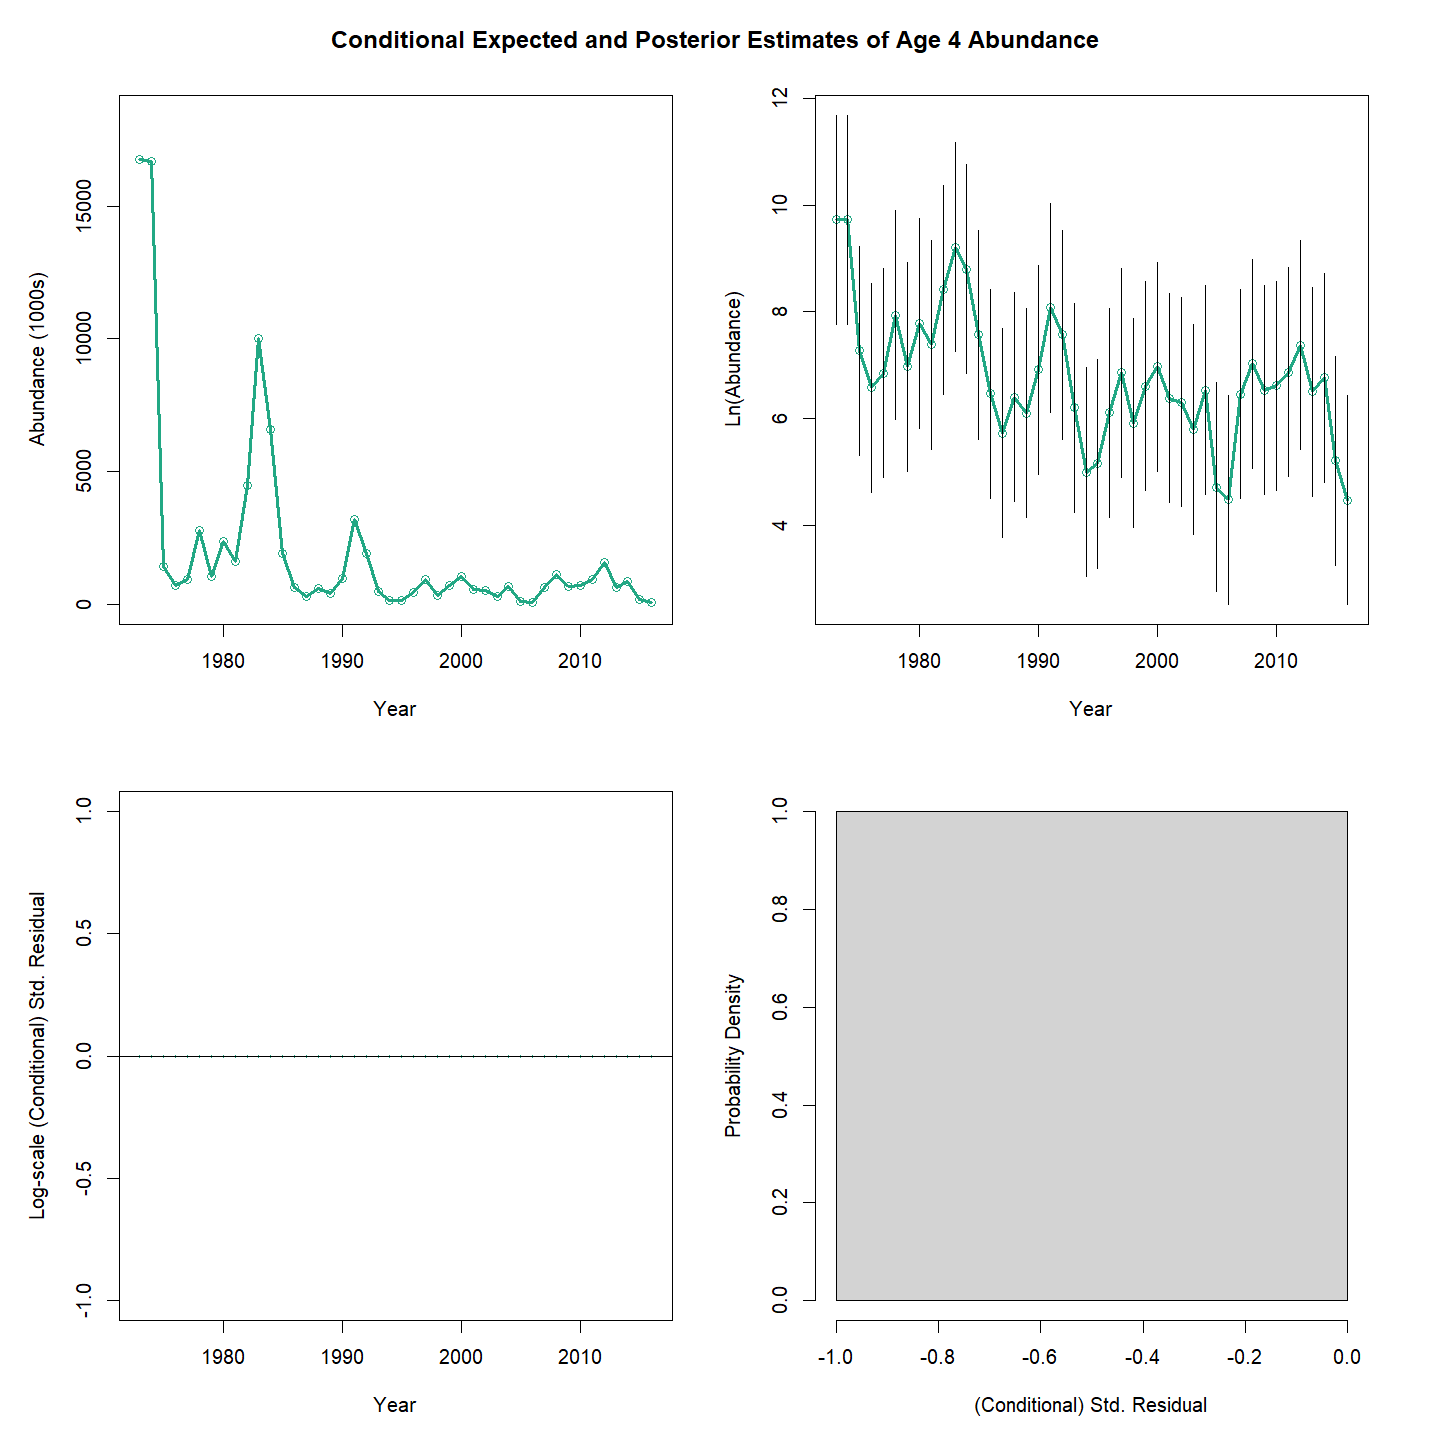 Conditional Expected and Posterior Estimates of Age 4 Abundance
Abundance (1000s)
15000
10000
5000
0
1980 1990 2000 2010
Year
Ln(Abundance)
12
10
8
6
4
1980 1990 2000 2010
Year
Log-scale (Conditional) Std. Residual
1.0
0.5
0.0
-0.5
-1.0
1980 1990 2000 2010
Year
Probability Density
1.0
0.8
0.6
0.4
0.2
0.0
-1.0 -0.8 -0.6 -0.4 -0.2 0.0
(Conditional) Std. Residual